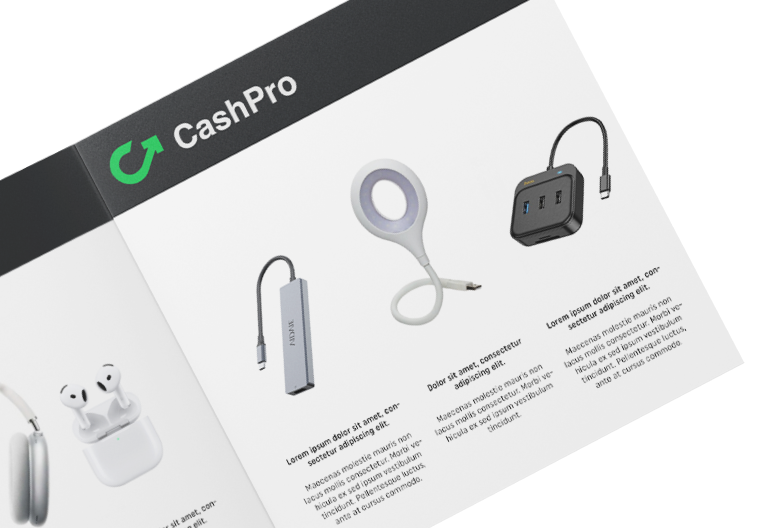 CashPro
Lorem ipsum dolor sit amet, con-
sectetur adipiscing elit.
Maecenas molestie mauris non
lacus mollis consectetur. Morbi ve-
hicula ex sed ipsum vestibulum
tincidunt. Pellentesque luctus,
ante at cursus commodo.
Dolor sit amet, consectetur
adipiscing elit.
Maecenas molestie mauris non
lacus mollis consectetur. Morbi ve-
hicula ex sed ipsum vestibulum
tincidunt.
Lorem ipsum dolor sit amet, con-
sectetur adipiscing elit.
Maecenas molestie mauris non
lacus mollis consectetur. Morbi ve-
hicula ex sed ipsum vestibulum
tincidunt. Pellentesque luctus,
ante at cursus commodo.
sit amet, con-
elit.